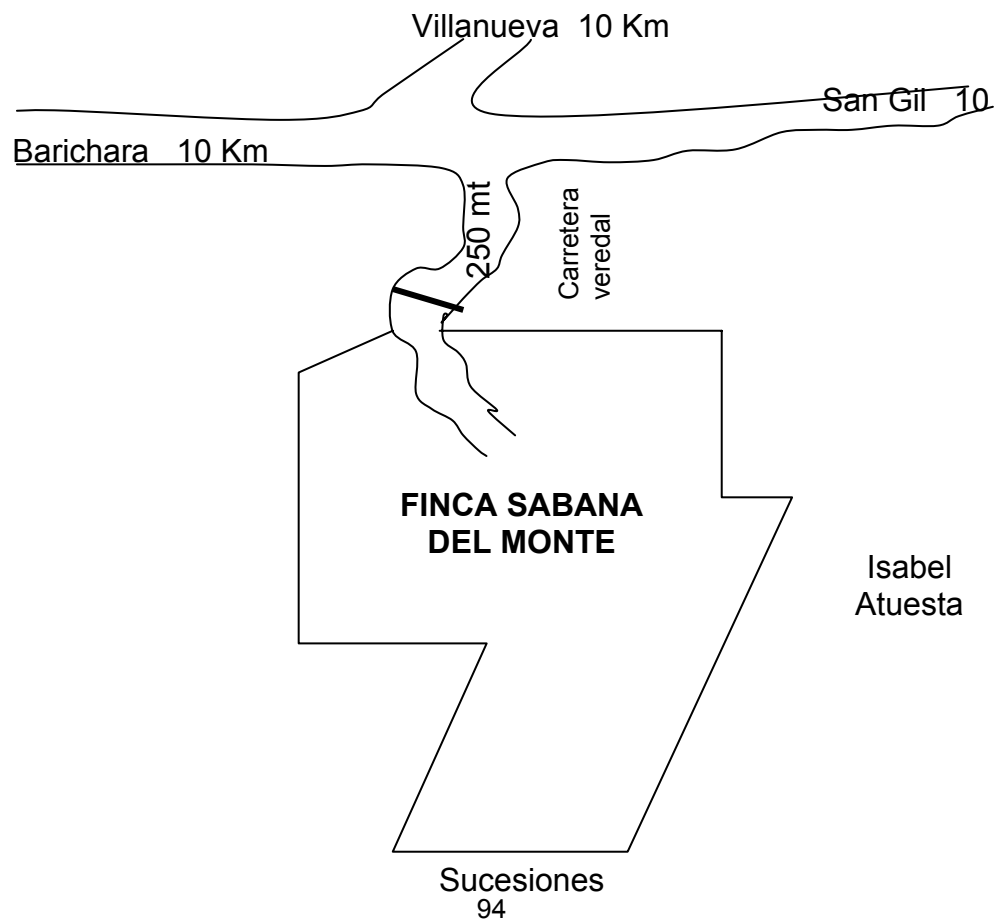 Villanueva 10 Km
San Gil 10
Barichara 10 Km
250 mt
Carretera
veredal
FINCA SABANA
DEL MONTE
Isabel
Atuesta
Sucesiones
94